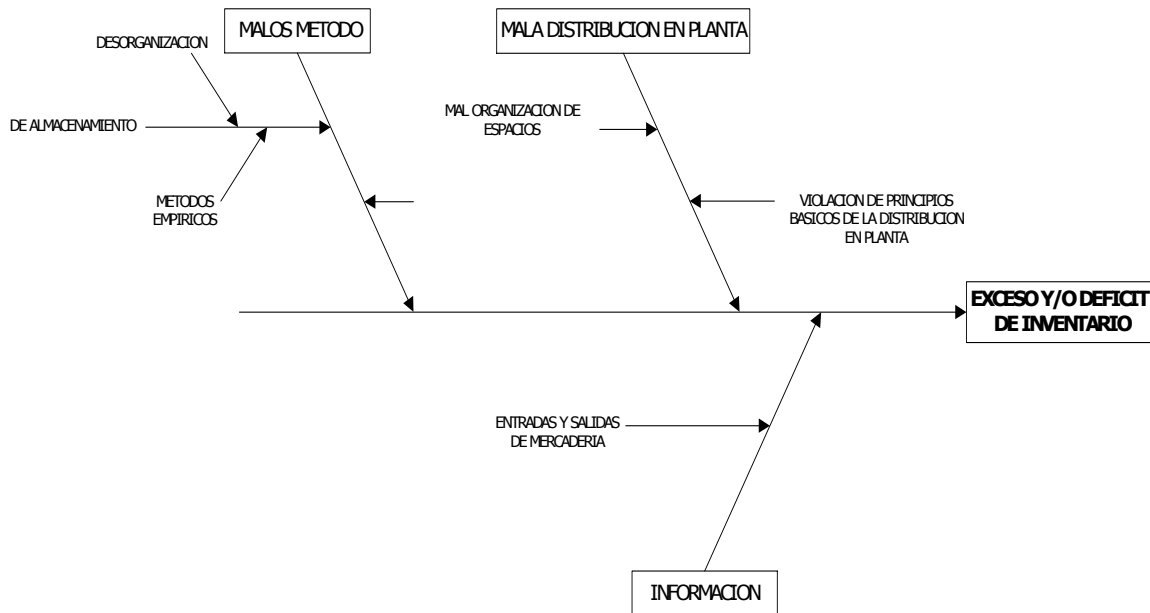 MALOS METODO
MALA DISTRIBUCION EN PLANTA
DESORGANIZACION
DE ALMACENAMIENTO
METODOS
EMPIRICOS
MAL ORGANIZACION DE
ESPACIOS
VIOLACION DE PRINCIPIOS
BASICOS DE LA DISTRIBUCION
EN PLANTA
EXCESO Y/O DEFICIT
DE INVENTARIO
ENTRADAS Y SALIDAS
DE MERCADERIA
INFORMACION